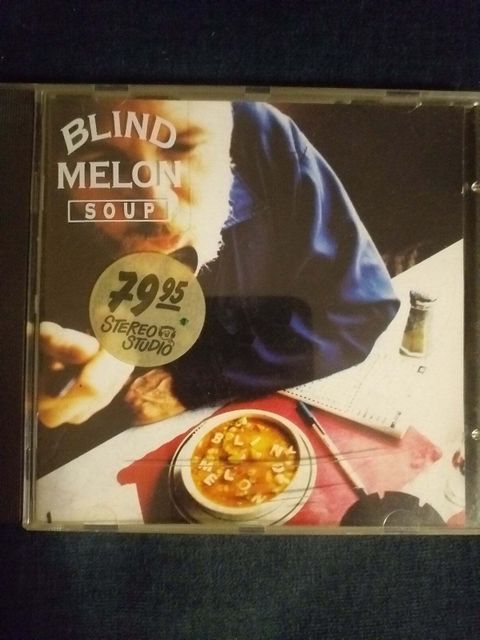 BLIND
MELON
SOUP
79.95
STEREO
STUDIO
BLIND
MELON